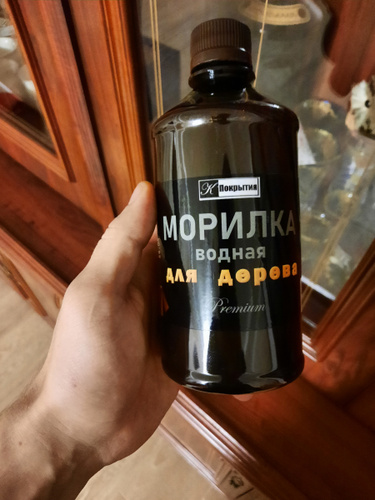 К Покрытия
МОРИЛКА
водная
для дерева
Premium